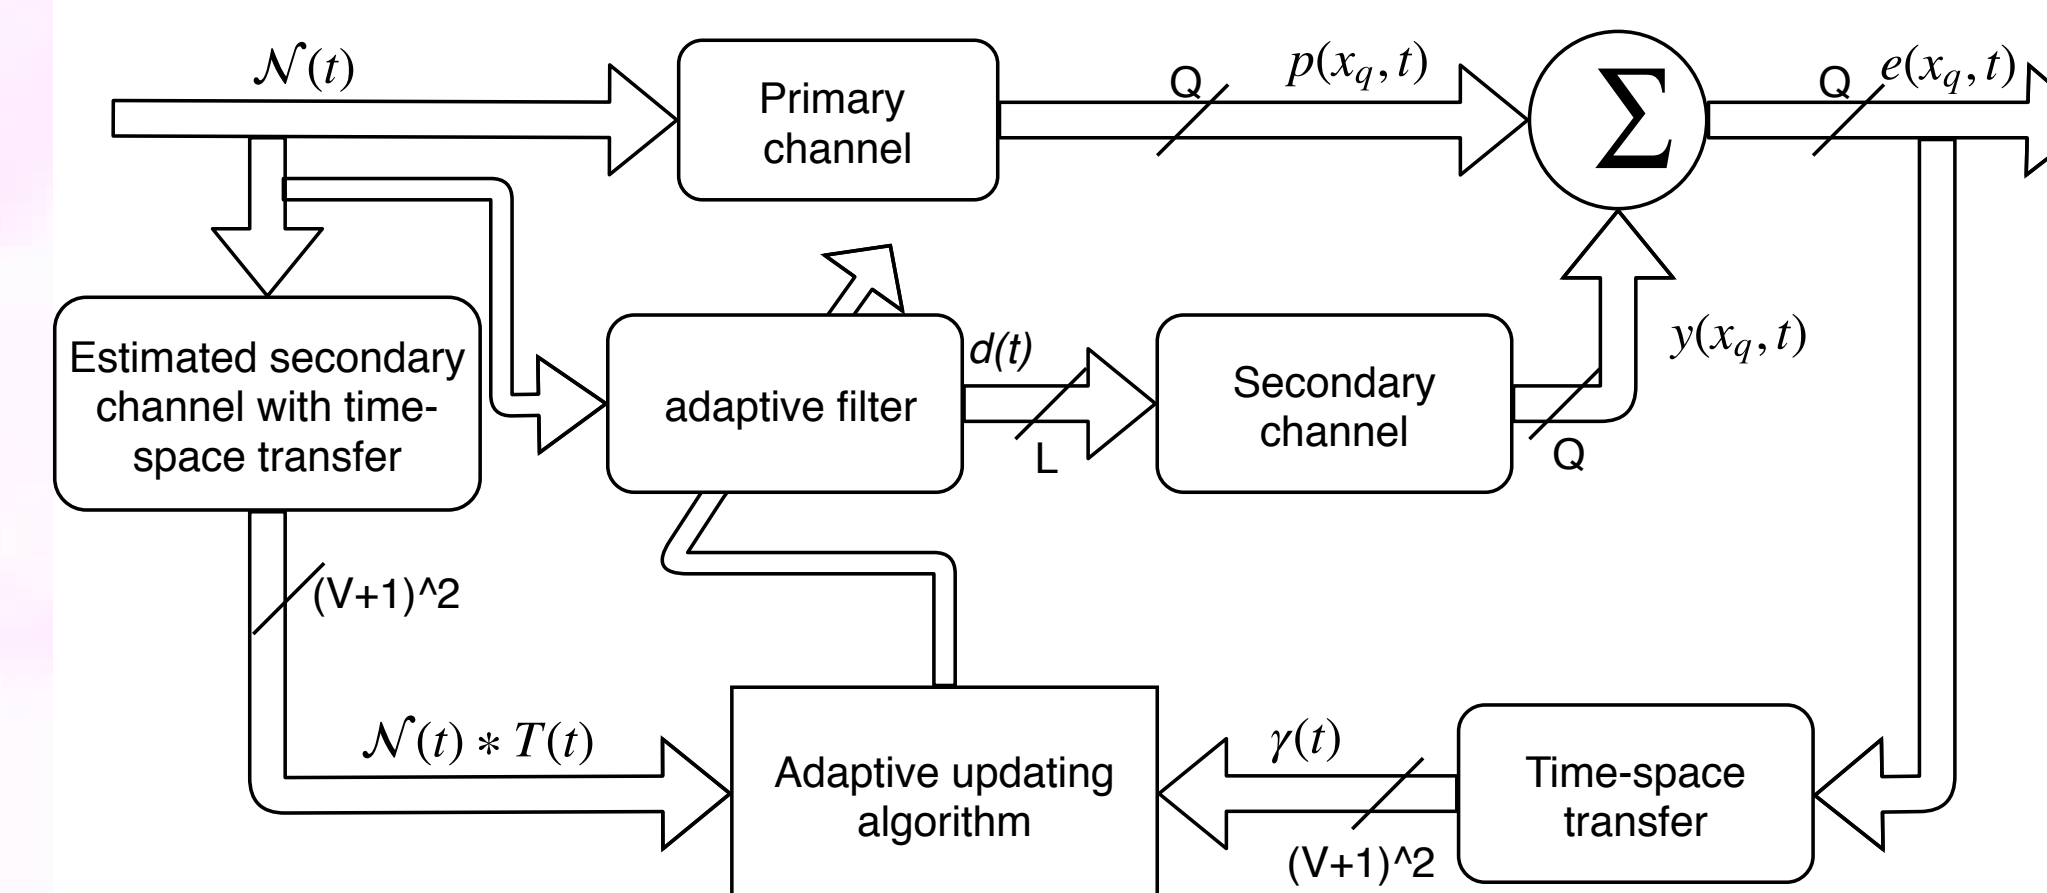 𝒩(t)
Primary
channel
Q
p(x_q, t)
Σ
Q
e(x_q, t)
Estimated secondary
channel with time-
space transfer
adaptive filter
d(t)
L
Secondary
channel
Q
y(x_q, t)
(V+1)^2
𝒩(t) ∗ T(t)
Adaptive updating
algorithm
γ(t)
(V+1)^2
Time-space
transfer